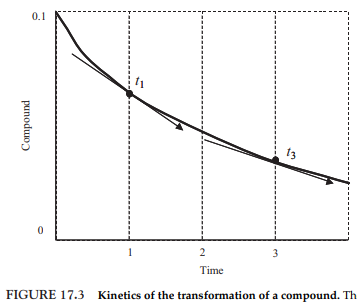 0.1
t1
t3
Compound
0
1 2 3
Time
FIGURE 17.3 Kinetics of the transformation of a compound. Th